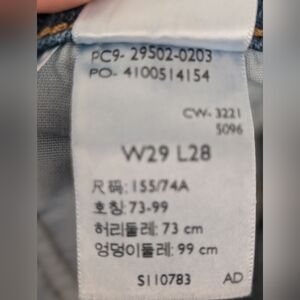 PC9- 29502-0203
PO- 4100514154
CW- 3221
5096
W29 L28
尺码: 155/74A
호칭: 73-99
허리둘레: 73 cm
엉덩이둘레: 99 cm
S110783 AD